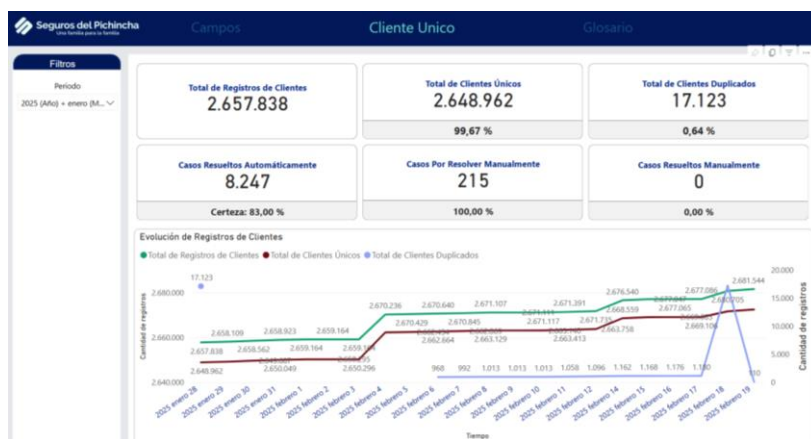 Seguros del Pichincha
Una familia para la familia
Campos
Cliente Unico
Glosario
Filtros
Periodo
2025 (Año) + enero (M...
Total de Registros de Clientes
2.657.838
Total de Clientes Únicos
2.648.962
99,67 %
Total de Clientes Duplicados
17.123
0,64 %
Casos Resueltos Automáticamente
8.247
Certeza: 83,00 %
Casos Por Resolver Manualmente
215
100,00 %
Casos Resueltos Manualmente
0
0,00 %
Evolución de Registros de Clientes
Total de Registros de Clientes Total de Clientes Únicos Total de Clientes Duplicados
Cantidad de registros
2.680.000
2.660.000
2.640.000
17.123
2.657.838
2.658.109
2.658.562
2.658.923
2.659.164
2.659.164
2.670.236
2.670.429
2.670.640
2.670.845
2.671.107
2.671.117
2.671.391
2.671.735
2.676.540
2.677.065
2.677.086
2.681.544
2.648.962
2.650.049
2.650.296
2.662.664
2.663.129
2.663.413
2.663.758
2.668.559
2.669.106
968
992
1.013
1.013
1.058
1.096
1.162
1.168
1.176
20.000
15.000
10.000
5.000
0
Cantidad de registros
2025 enero 28
2025 enero 29
2025 enero 30
2025 enero 31
2025 febrero 1
2025 febrero 2
2025 febrero 3
2025 febrero 4
2025 febrero 5
2025 febrero 6
2025 febrero 7
2025 febrero 8
2025 febrero 9
2025 febrero 10
2025 febrero 11
2025 febrero 12
2025 febrero 14
2025 febrero 15
2025 febrero 16
2025 febrero 17
2025 febrero 18
2025 febrero 19
Tiempo